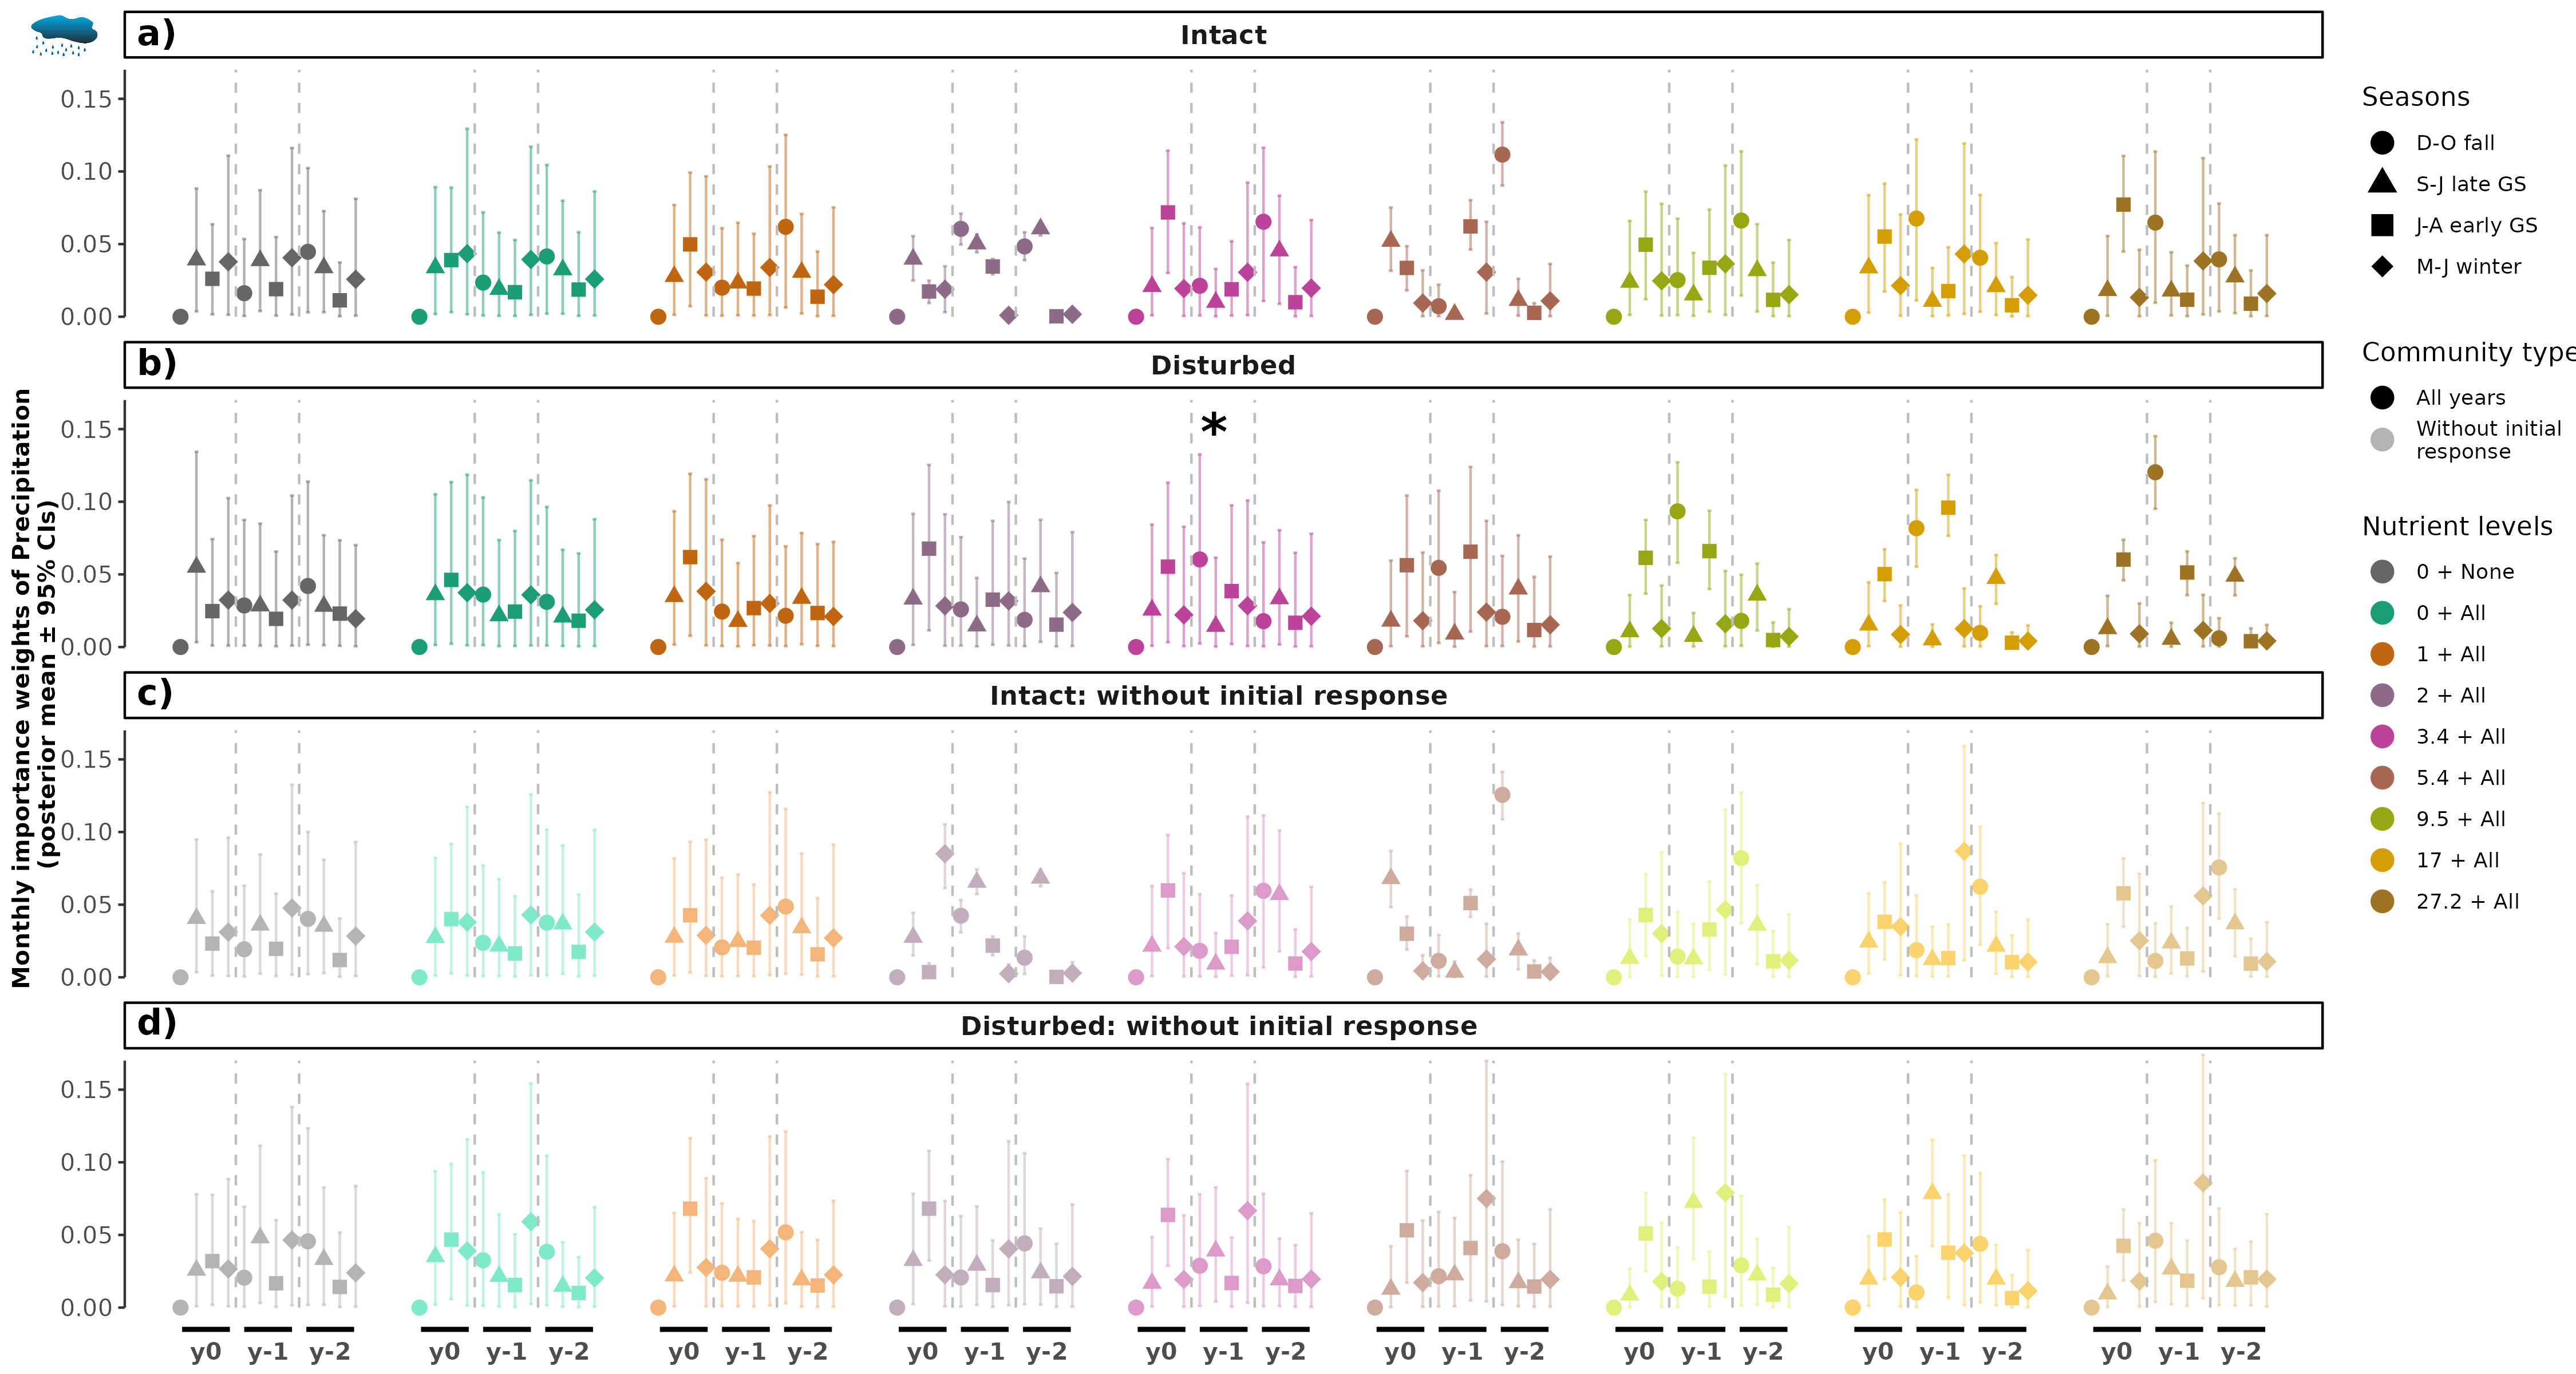 a) Intact
0.15
0.10
0.05
0.00
b) Disturbed
*
0.15
0.10
0.05
0.00
c) Intact: without initial response
0.15
0.10
0.05
0.00
d) Disturbed: without initial response
0.15
0.10
0.05
0.00
y0 y-1 y-2 y0 y-1 y-2 y0 y-1 y-2 y0 y-1 y-2 y0 y-1 y-2 y0 y-1 y-2 y0 y-1 y-2 y0 y-1 y-2 y0 y-1 y-2
Monthly importance weights of Precipitation
(posterior mean ± 95% CIs)
Seasons
D-O fall
S-J late GS
J-A early GS
M-J winter
Community type
All years
Without initial
response
Nutrient levels
0 + None
0 + All
1 + All
2 + All
3.4 + All
5.4 + All
9.5 + All
17 + All
27.2 + All